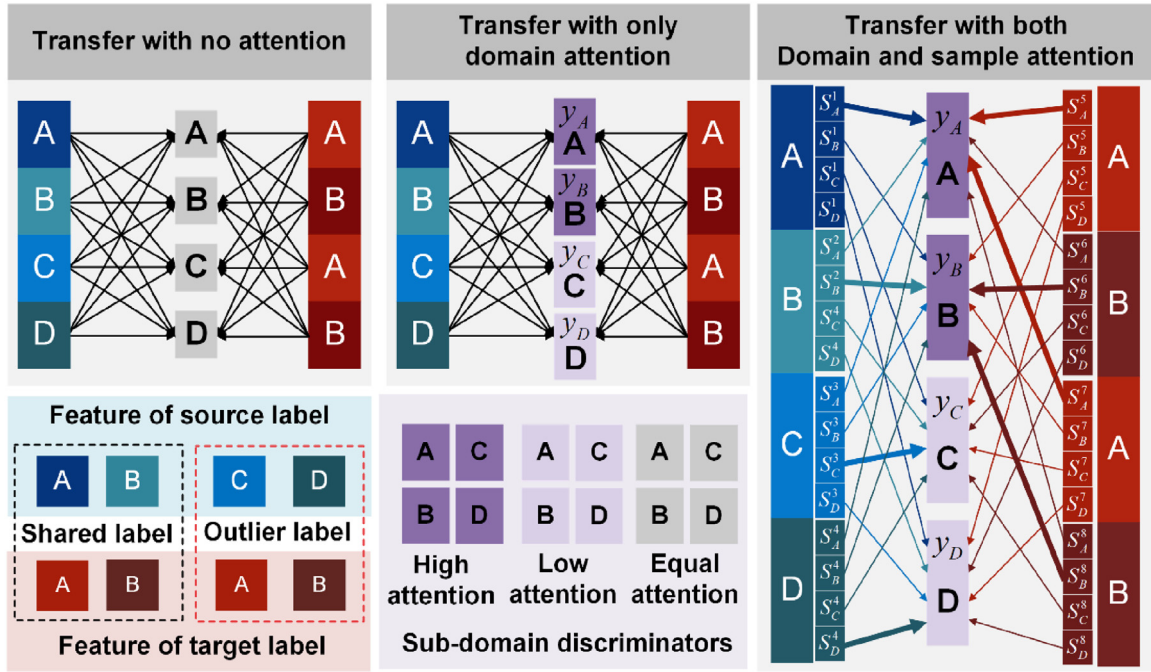 Transfer with no attention
A
B
C
D
A
B
C
D
A
B
A
B
Transfer with only
domain attention
A
B
C
D
y_A
A
y_B
B
y_C
C
y_D
D
A
B
A
B
Transfer with both
Domain and sample attention
A
B
C
D
S_A^1
S_B^1
S_C^1
S_D^1
S_A^2
S_B^2
S_C^4
S_D^4
S_A^3
S_B^3
S_C^3
S_D^3
S_A^4
S_B^4
S_C^4
S_D^4
y_A
A
y_B
B
y_C
C
y_D
D
S_A^5
S_B^5
S_C^5
S_D^5
S_A^6
S_B^6
S_C^6
S_D^6
S_A^7
S_B^7
S_C^7
S_D^7
S_A^8
S_B^8
S_C^8
S_D^8
A
B
A
B
Feature of source label
A B C D
Shared label Outlier label
A B A B
Feature of target label
A C A C A C
B D B D B D
High Low Equal
attention attention attention
Sub-domain discriminators